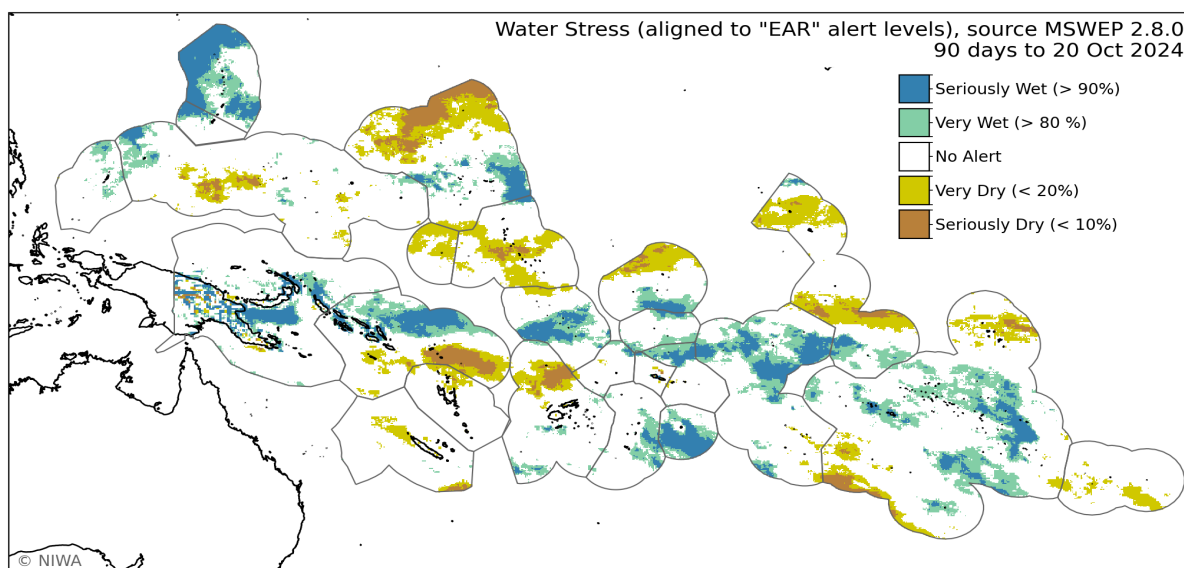 Water Stress (aligned to "EAR" alert levels), source MSWEP 2.8.0
90 days to 20 Oct 2024
Seriously Wet (> 90%)
Very Wet (> 80 %)
No Alert
Very Dry (< 20%)
Seriously Dry (< 10%)
© NIWA